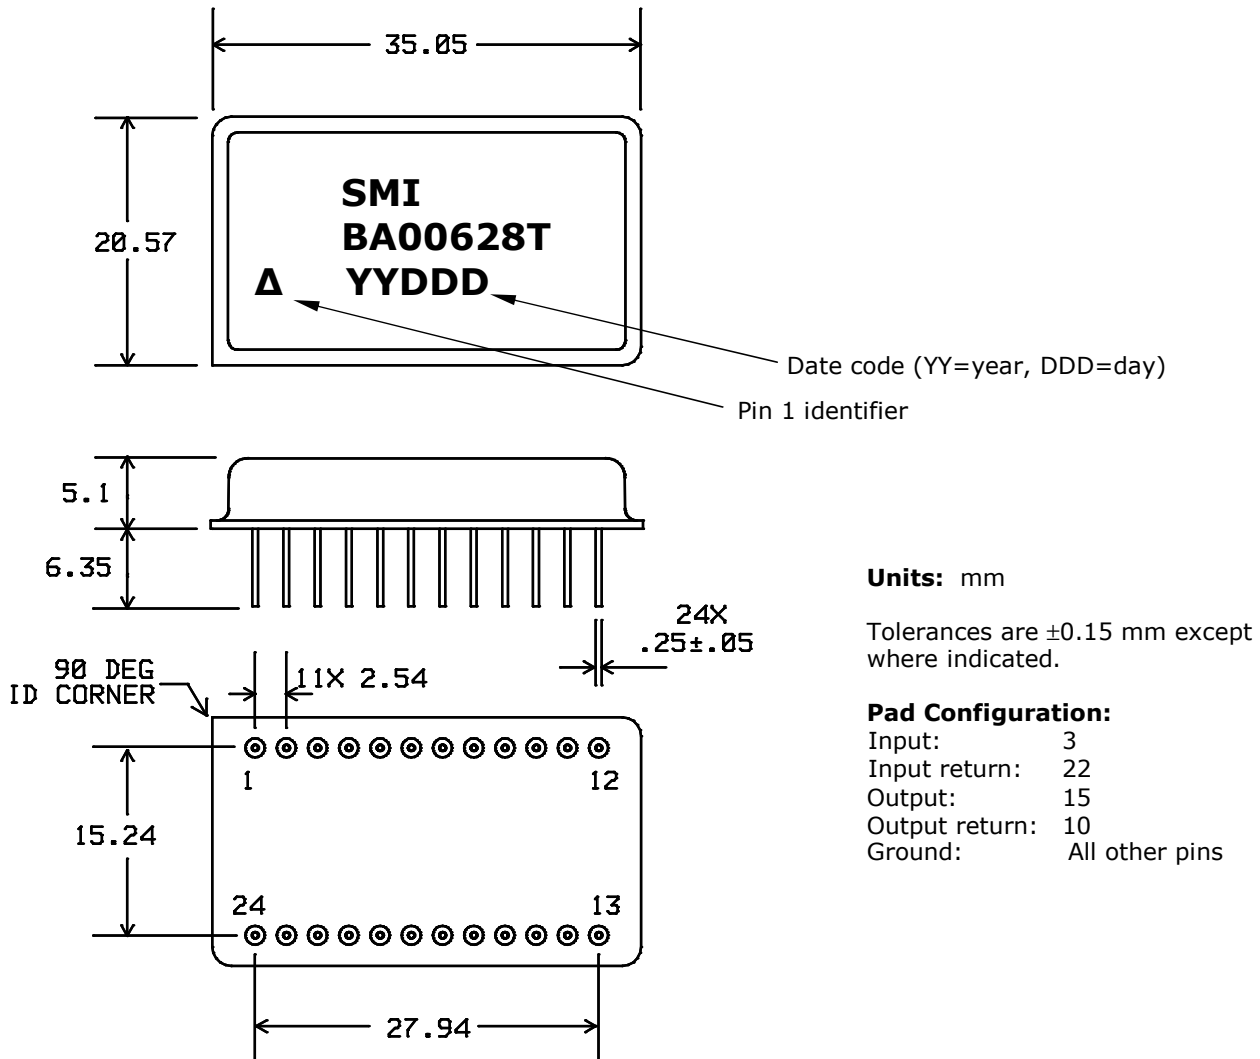 35.05
20.57
SMI
BA00628T
Δ YYDDD
Date code (YY=year, DDD=day)
Pin 1 identifier
5.1
6.35
24X
.25±.05
90 DEG
ID CORNER
11X 2.54
1
12
15.24
24
13
27.94
Units: mm
Tolerances are ±0.15 mm except
where indicated.
Pad Configuration:
Input: 3
Input return: 22
Output: 15
Output return: 10
Ground: All other pins